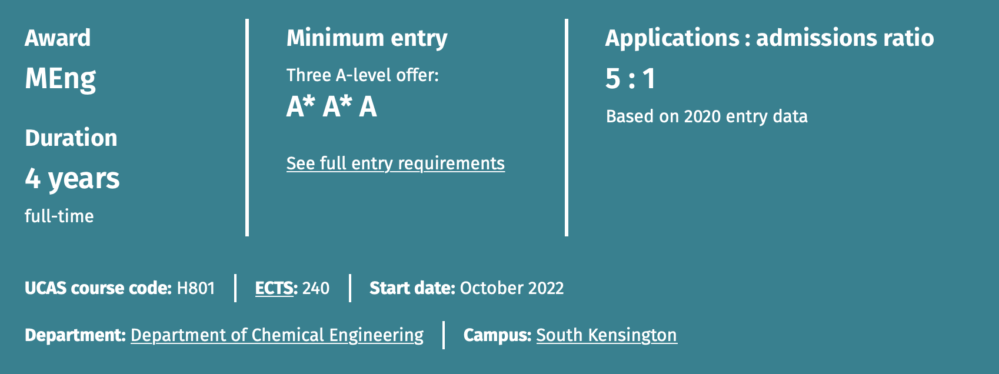 Award
MEng
Duration
4 years
full-time
Minimum entry
Three A-level offer:
A* A* A
See full entry requirements
Applications : admissions ratio
5 : 1
Based on 2020 entry data
UCAS course code: H801
ECTS: 240
Start date: October 2022
Department: Department of Chemical Engineering
Campus: South Kensington